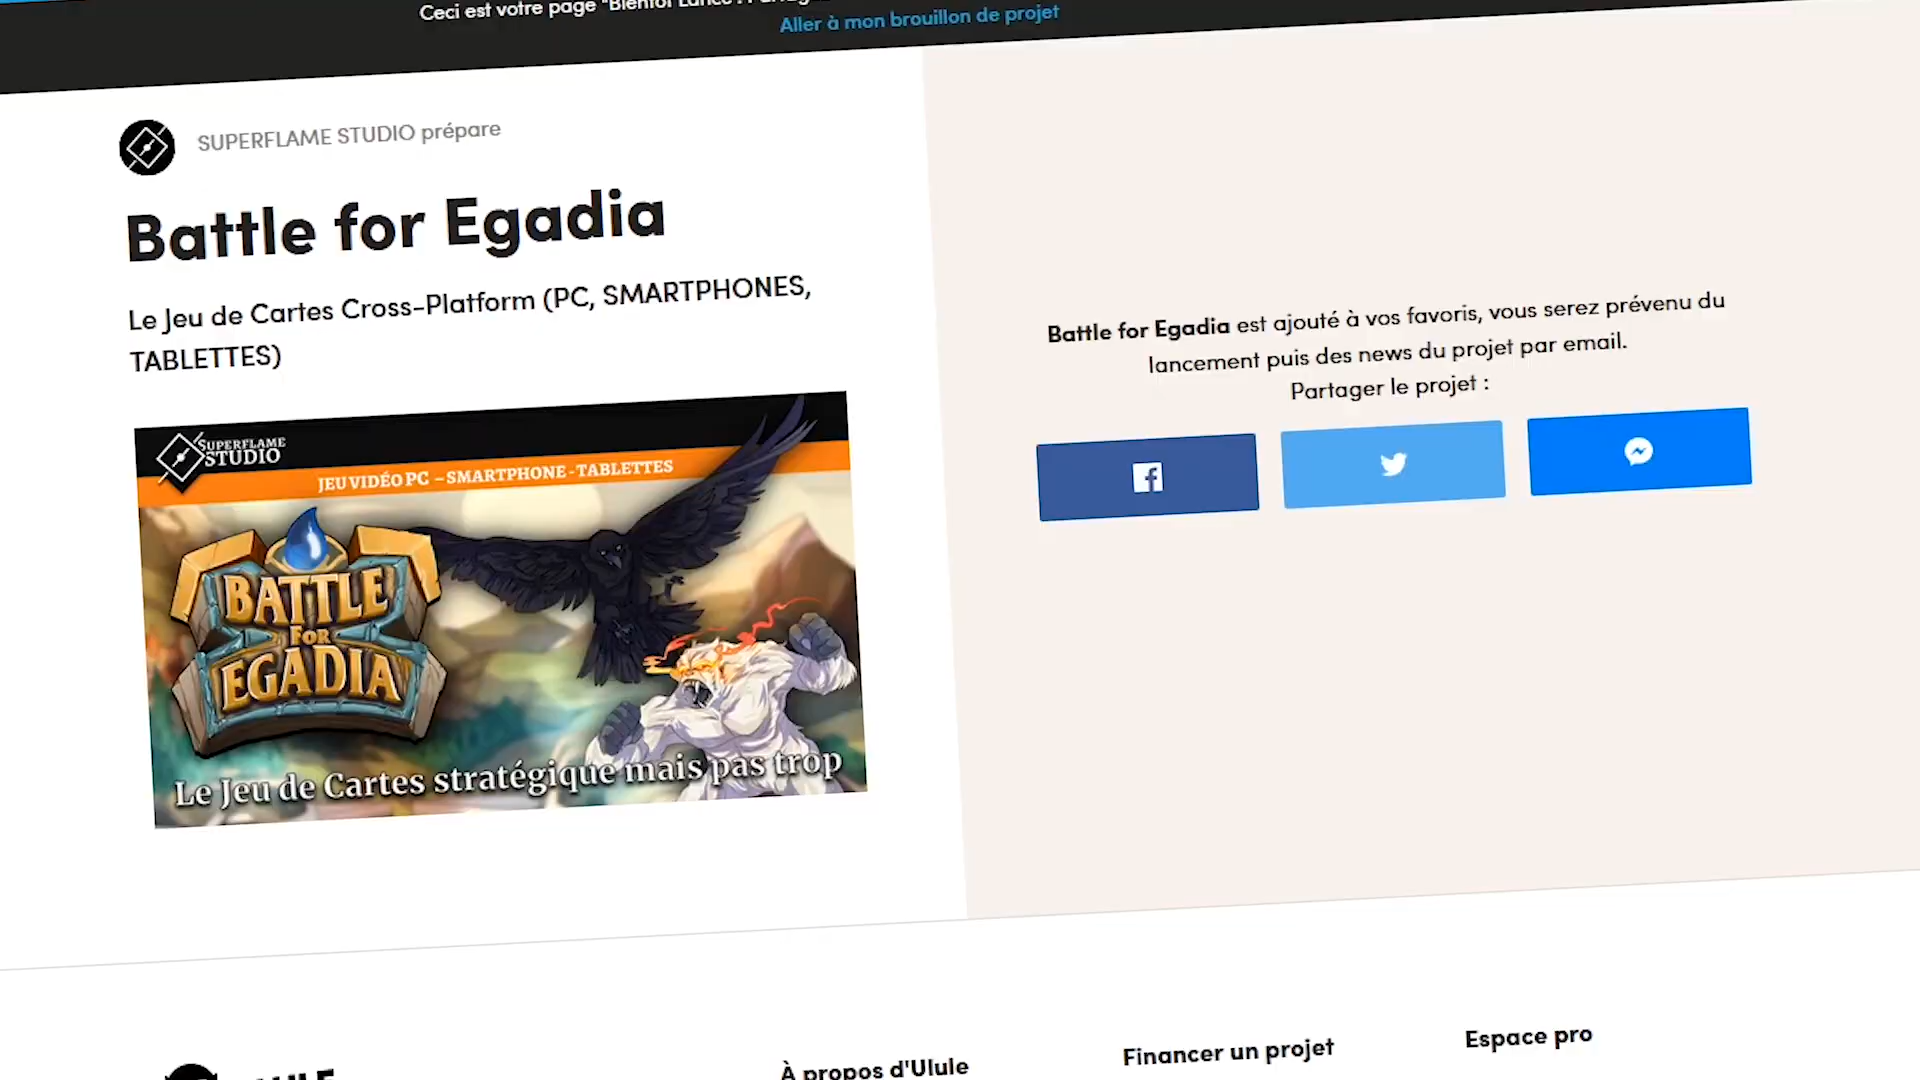 Ceci est votre page "Bientôt
Aller à mon brouillon de projet
SUPERFLAME STUDIO prépare
Battle for Egadia
Le Jeu de Cartes Cross-Platform (PC, SMARTPHONES,
TABLETTES)
SUPERFLAME
STUDIO
JEU VIDÉO PC – SMARTPHONE - TABLETTES
BATTLE
FOR
EGADIA
Le Jeu de Cartes stratégique mais pas trop
Battle for Egadia est ajouté à vos favoris, vous serez prévenu du
lancement puis des news du projet par email.
Partager le projet :
À propos d'Ulule
Financer un projet
Espace pro